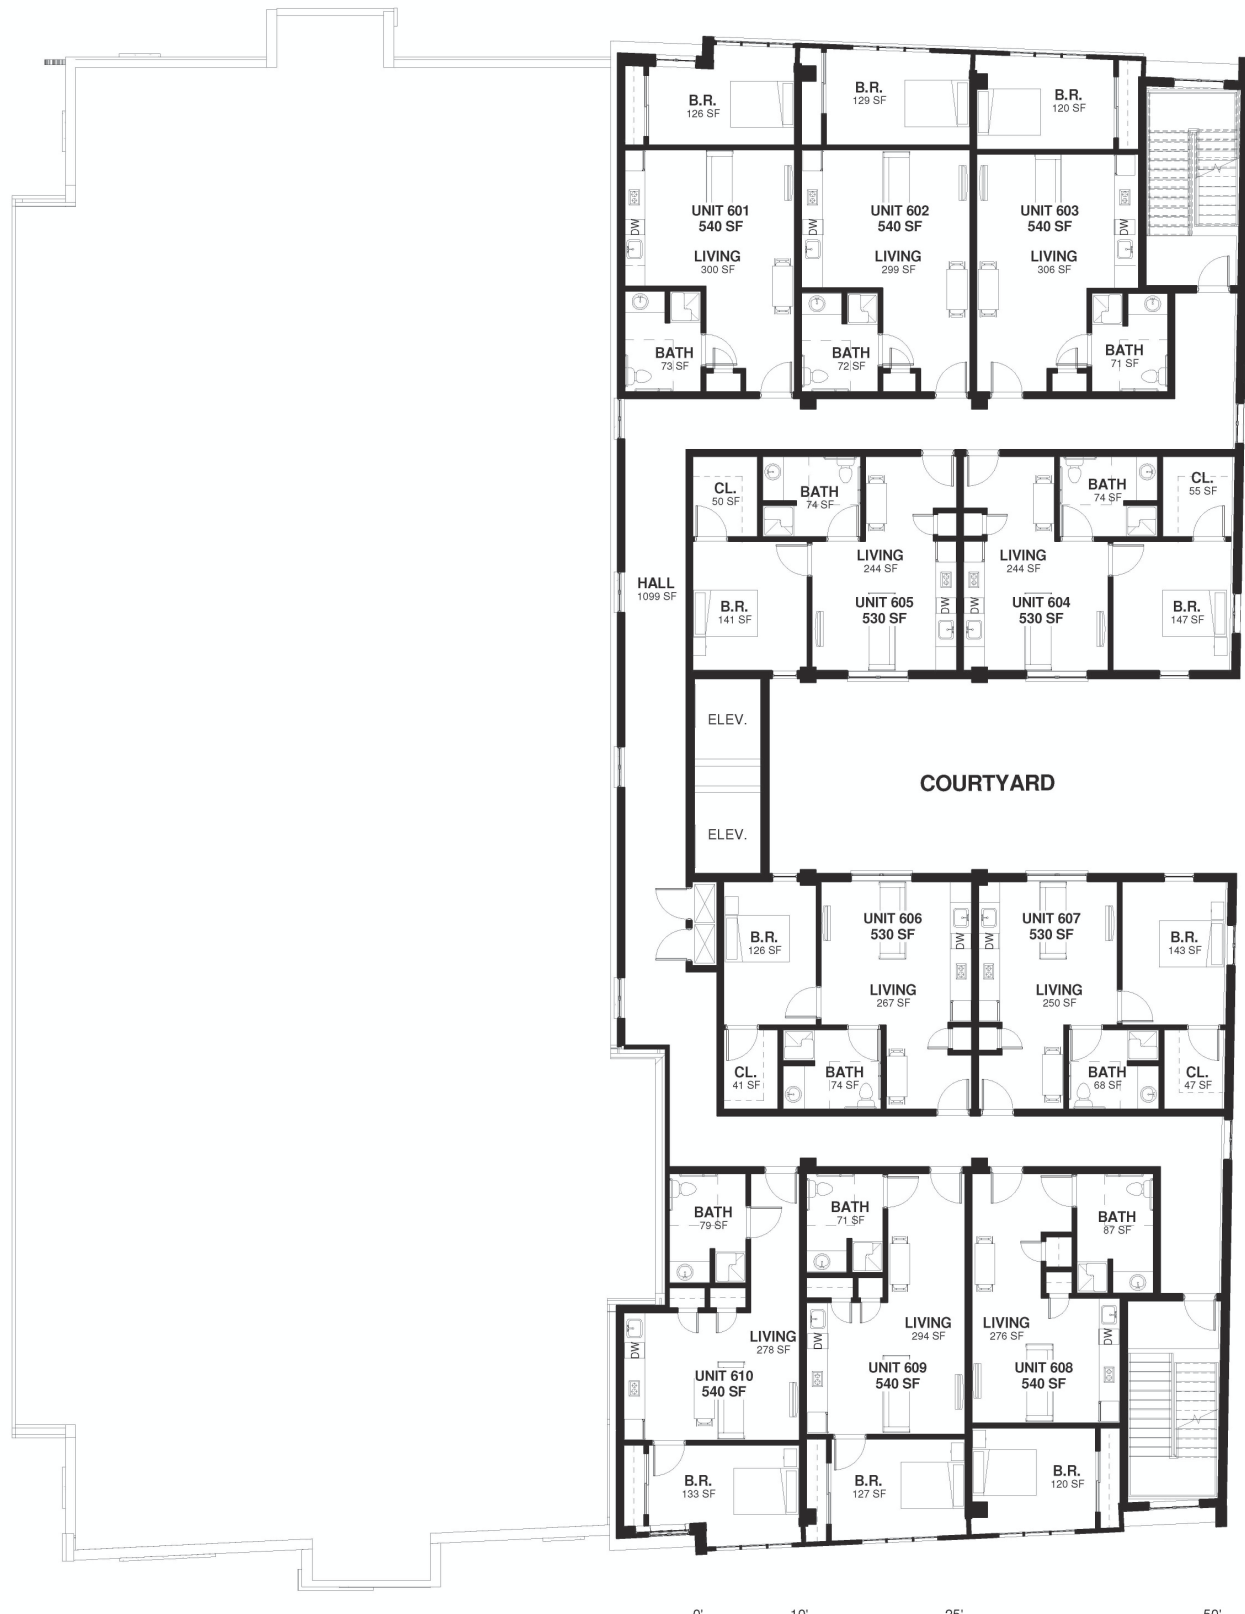 B.R.
126 SF
B.R.
129 SF
B.R.
120 SF
UNIT 601
540 SF
LIVING
300 SF
DW
UNIT 602
540 SF
LIVING
299 SF
DW
UNIT 603
540 SF
LIVING
306 SF
DW
BATH
73 SF
BATH
72 SF
BATH
71 SF
CL.
50 SF
BATH
74 SF
BATH
74 SF
CL.
55 SF
LIVING
244 SF
LIVING
244 SF
HALL
1099 SF
B.R.
141 SF
UNIT 605
530 SF
DW
DW
UNIT 604
530 SF
B.R.
147 SF
ELEV.
COURTYARD
ELEV.
B.R.
126 SF
UNIT 606
530 SF
DW
DW
UNIT 607
530 SF
B.R.
143 SF
LIVING
267 SF
LIVING
250 SF
CL.
41 SF
BATH
74 SF
BATH
68 SF
CL.
47 SF
BATH
79 SF
BATH
71 SF
BATH
87 SF
LIVING
278 SF
DW
LIVING
294 SF
DW
LIVING
276 SF
DW
UNIT 610
540 SF
UNIT 609
540 SF
UNIT 608
540 SF
B.R.
133 SF
B.R.
127 SF
B.R.
120 SF
0' 10' 25' 50'